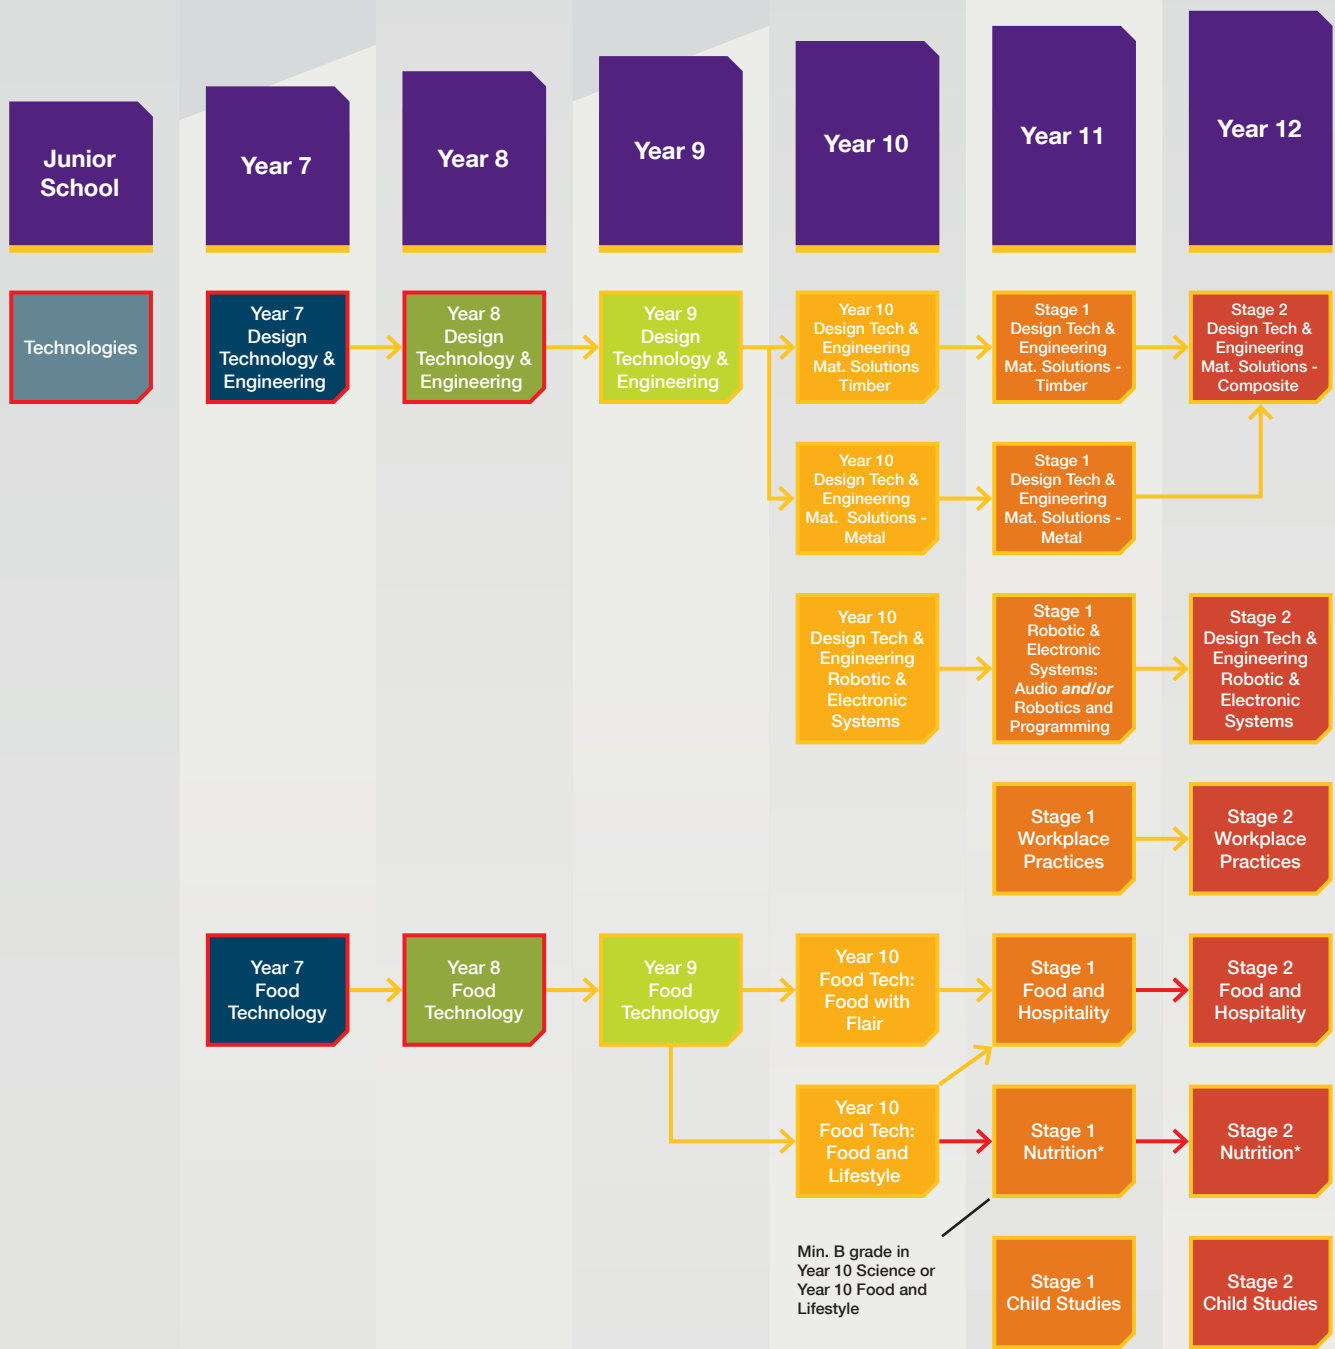 Junior
School
Year 7
Year 8
Year 9
Year 10
Year 11
Year 12
Technologies
Year 7
Design
Technology &
Engineering
Year 8
Design
Technology &
Engineering
Year 9
Design
Technology &
Engineering
Year 10
Design Tech &
Engineering
Mat. Solutions
Timber
Stage 1
Design Tech &
Engineering
Mat. Solutions -
Timber
Stage 2
Design Tech &
Engineering
Mat. Solutions -
Composite
Year 10
Design Tech &
Engineering
Mat. Solutions -
Metal
Stage 1
Design Tech &
Engineering
Mat. Solutions -
Metal
Year 10
Design Tech &
Engineering
Robotic &
Electronic
Systems
Stage 1
Robotic &
Electronic
Systems:
Audio and/or
Robotics and
Programming
Stage 2
Design Tech &
Engineering
Robotic &
Electronic
Systems
Stage 1
Workplace
Practices
Stage 2
Workplace
Practices
Year 7
Food
Technology
Year 8
Food
Technology
Year 9
Food
Technology
Year 10
Food Tech:
Food with
Flair
Stage 1
Food and
Hospitality
Stage 2
Food and
Hospitality
Year 10
Food Tech:
Food and
Lifestyle
Stage 1
Nutrition*
Stage 2
Nutrition*
Min. B grade in
Year 10 Science or
Year 10 Food and
Lifestyle
Stage 1
Child Studies
Stage 2
Child Studies